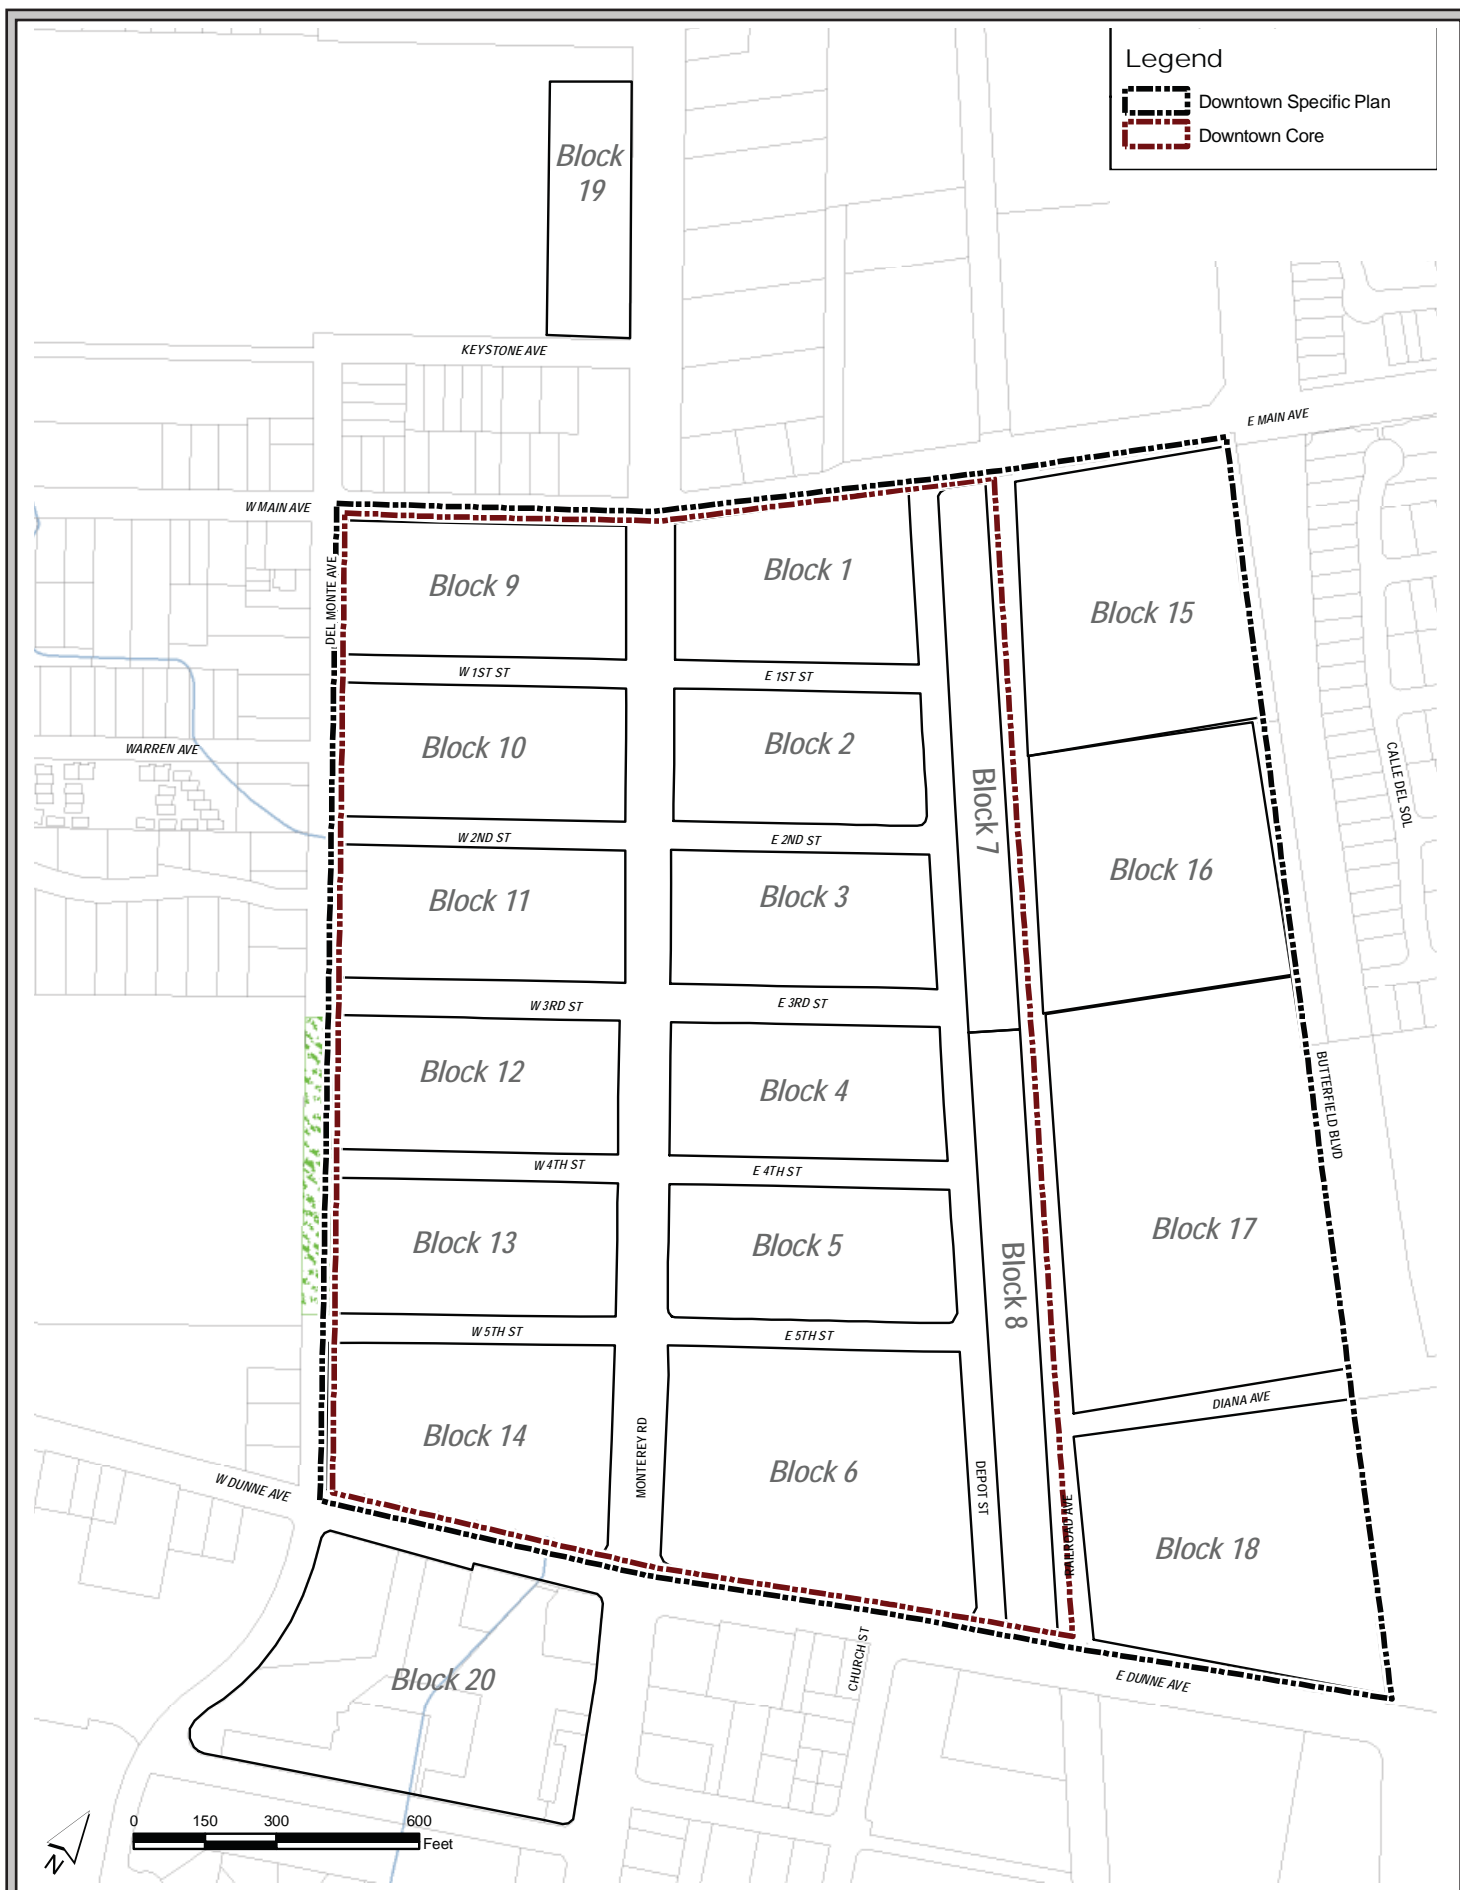 Legend
Downtown Specific Plan
Downtown Core
Block
19
KEYSTONE AVE
E MAIN AVE
W MAIN AVE
DEL MONTE AVE
Block 9
Block 1
Block 15
W 1ST ST
E 1ST ST
WARREN AVE
Block 10
Block 2
Block 7
CALLE DEL SOL
W 2ND ST
E 2ND ST
Block 11
Block 3
Block 16
W 3RD ST
E 3RD ST
Block 12
Block 4
BUTTERFIELD BLVD
W 4TH ST
E 4TH ST
Block 13
Block 5
Block 8
Block 17
W 5TH ST
E 5TH ST
DIANA AVE
Block 14
MONTEREY RD
Block 6
DEPOT ST
RAILROAD AVE
Block 18
W DUNNE AVE
Block 20
CHURCH ST
E DUNNE AVE
0 150 300 600
Feet
N